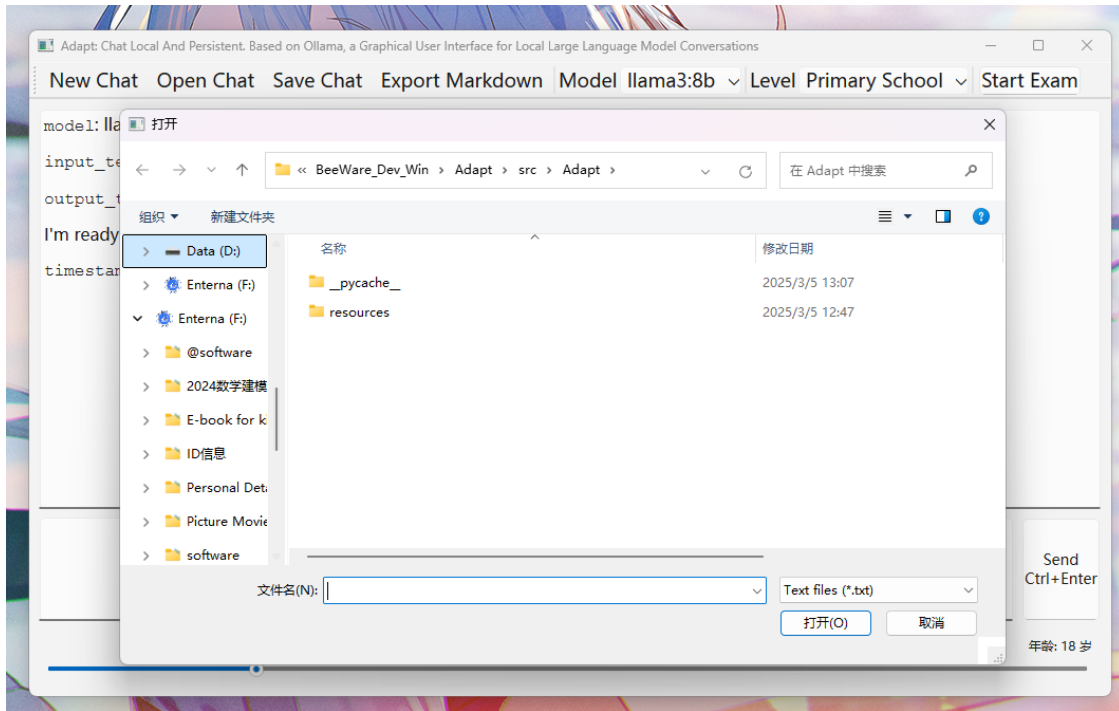 Adapt: Chat Local And Persistent. Based on Ollama, a Graphical User Interface for Local Large Language Model Conversations
New Chat Open Chat Save Chat Export Markdown Model llama3:8b Level Primary School Start Exam
model: lla
打开
input_te
« BeeWare_Dev_Win › Adapt › src › Adapt ›
在 Adapt 中搜索
output_t
组织 新建文件夹
I'm ready
Data (D:)
名称 修改日期
timestam
Enterna (F:)
__pycache__ 2025/3/5 13:07
Enterna (F:)
resources 2025/3/5 12:47
@software
2024数学建模
E-book for k
ID信息
Personal Deta
Picture Movie
software
Send
Ctrl+Enter
文件名(N): Text files (*.txt)
打开(O) 取消
年龄: 18 岁